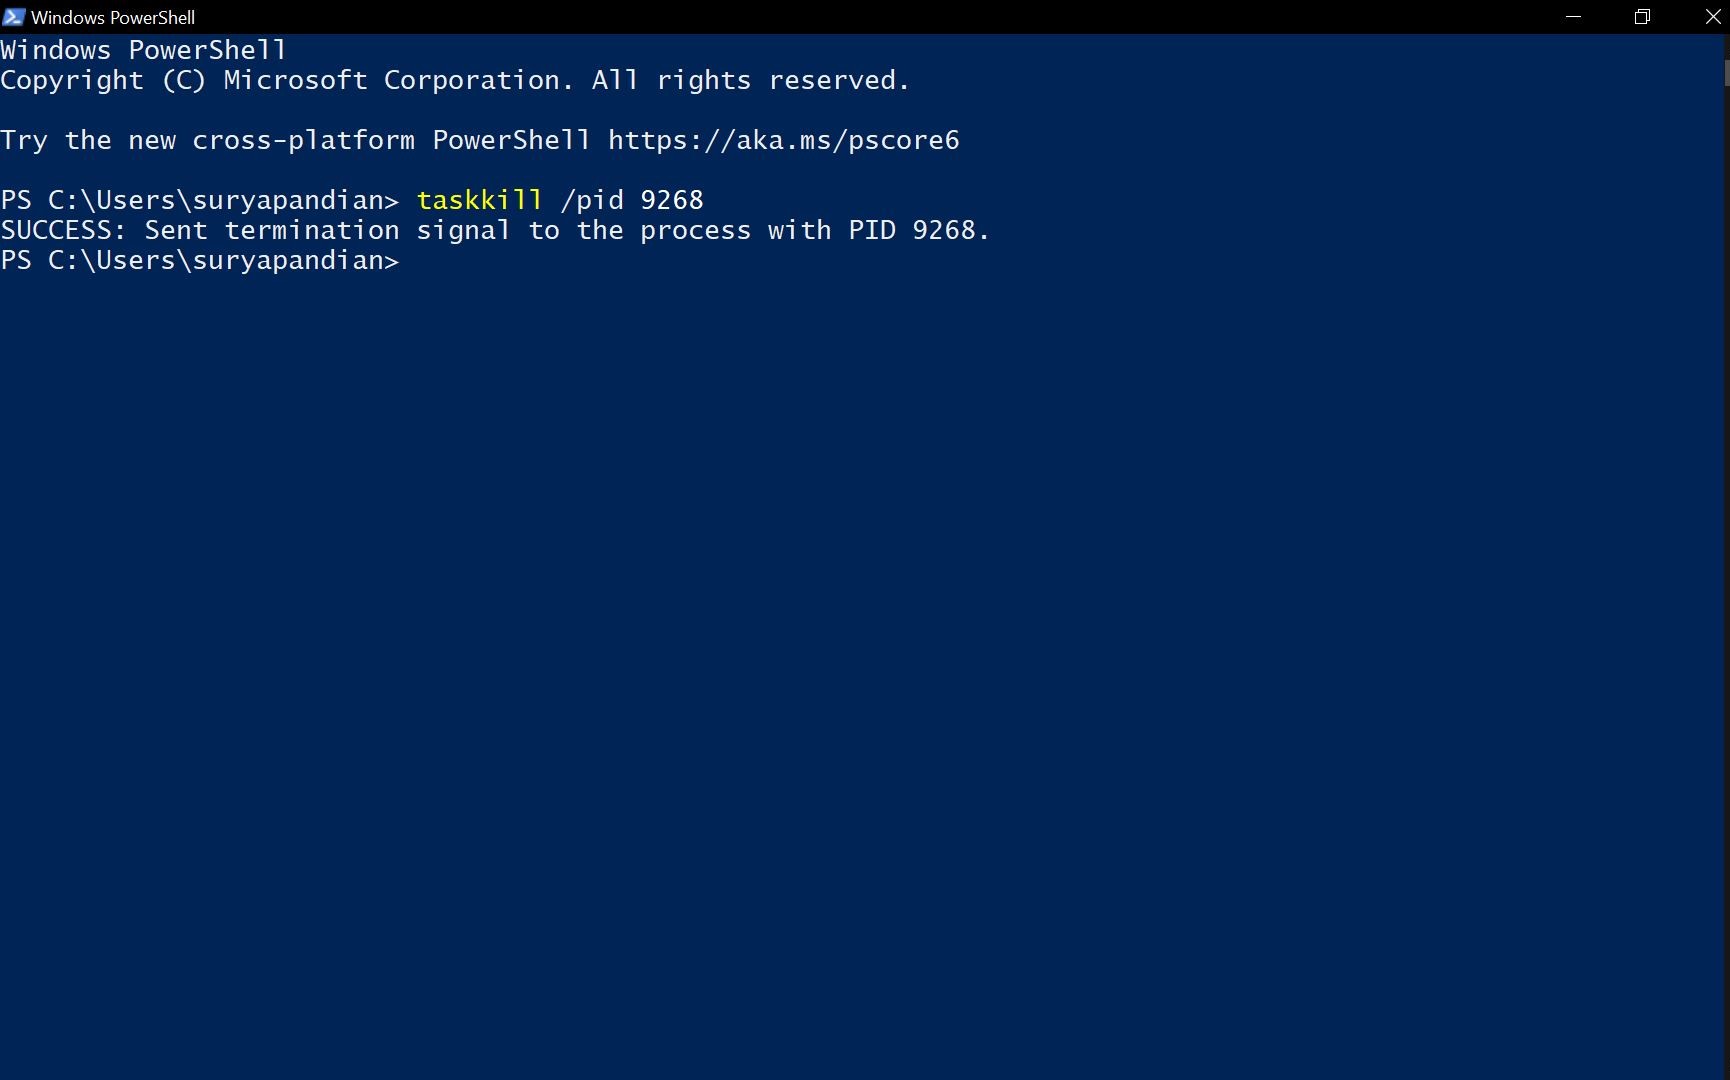 Windows PowerShell
Windows PowerShell
Copyright (C) Microsoft Corporation. All rights reserved.
Try the new cross-platform PowerShell https://aka.ms/pscore6
PS C:\Users\suryapandian> taskkill /pid 9268
SUCCESS: Sent termination signal to the process with PID 9268.
PS C:\Users\suryapandian>